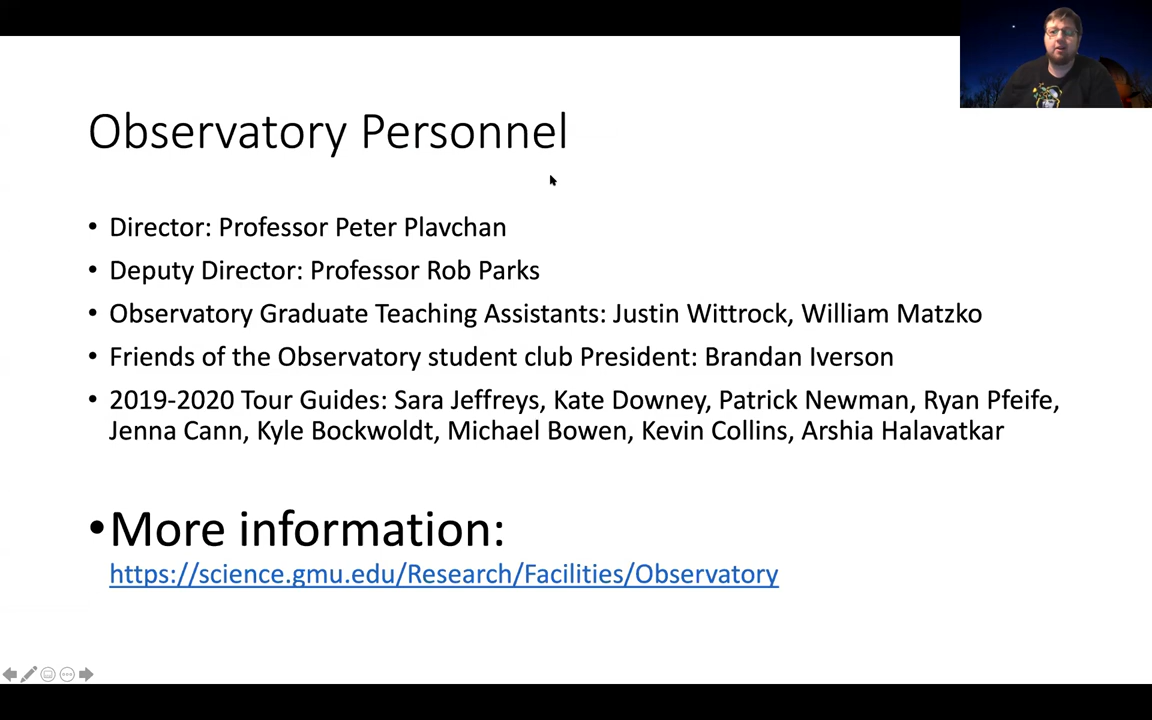 Observatory Personnel
• Director: Professor Peter Plavchan
• Deputy Director: Professor Rob Parks
• Observatory Graduate Teaching Assistants: Justin Wittrock, William Matzko
• Friends of the Observatory student club President: Brandan Iverson
• 2019-2020 Tour Guides: Sara Jeffreys, Kate Downey, Patrick Newman, Ryan Pfeife,
Jenna Cann, Kyle Bockwoldt, Michael Bowen, Kevin Collins, Arshia Halavatkar
•More information:
https://science.gmu.edu/Research/Facilities/Observatory